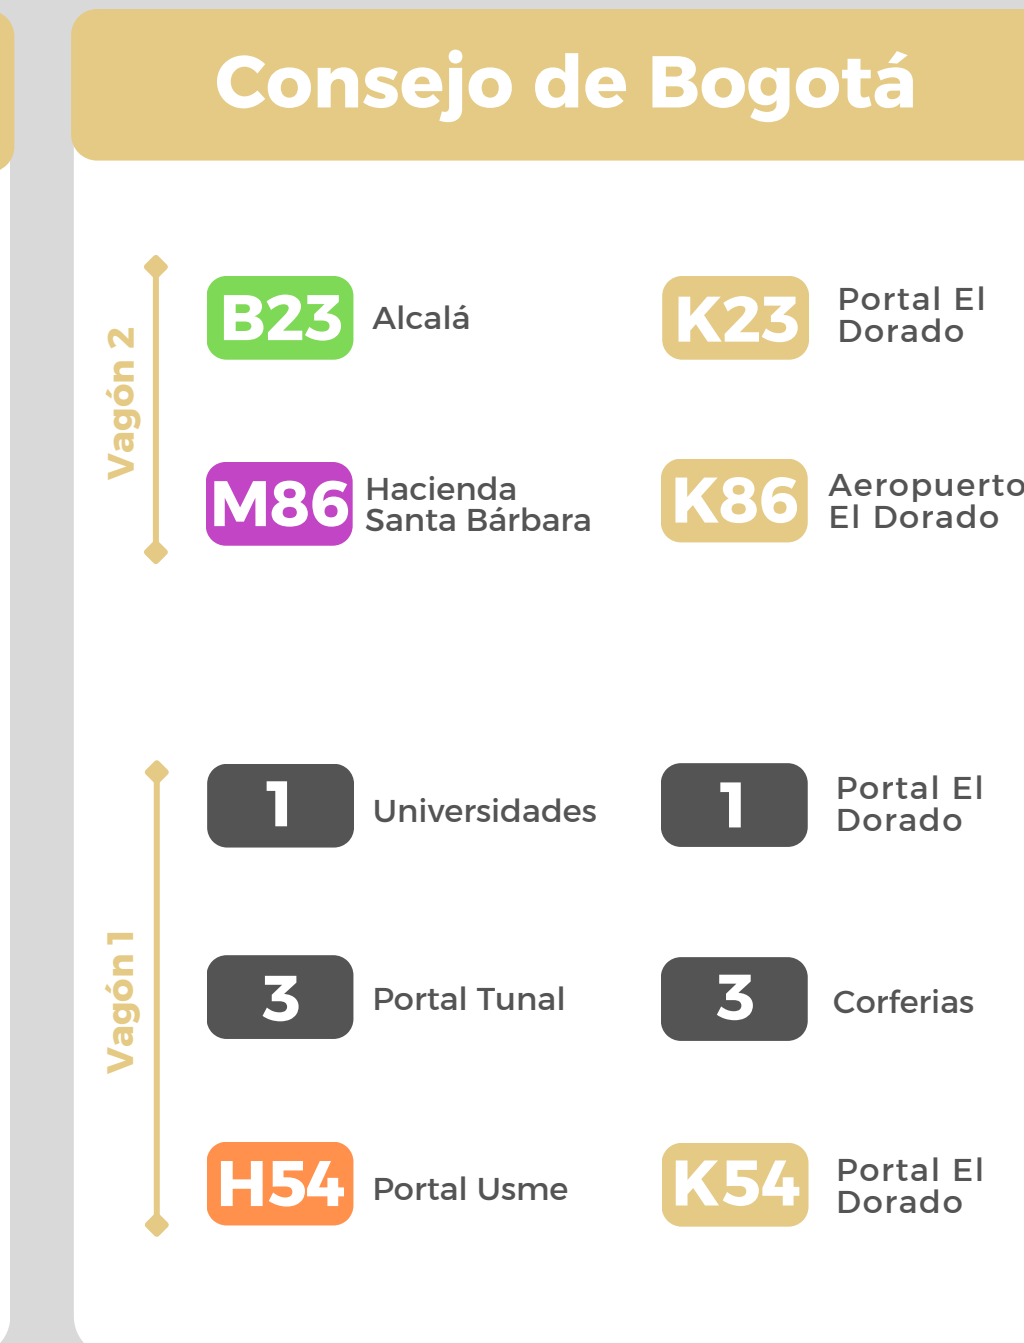 Consejo de Bogotá
Vagón 2
B23
Alcalá
K23
Portal El
Dorado
M86
Hacienda
Santa Bárbara
K86
Aeropuerto
El Dorado
Vagón 1
1
Universidades
1
Portal El
Dorado
3
Portal Tunal
3
Corferias
H54
Portal Usme
K54
Portal El
Dorado